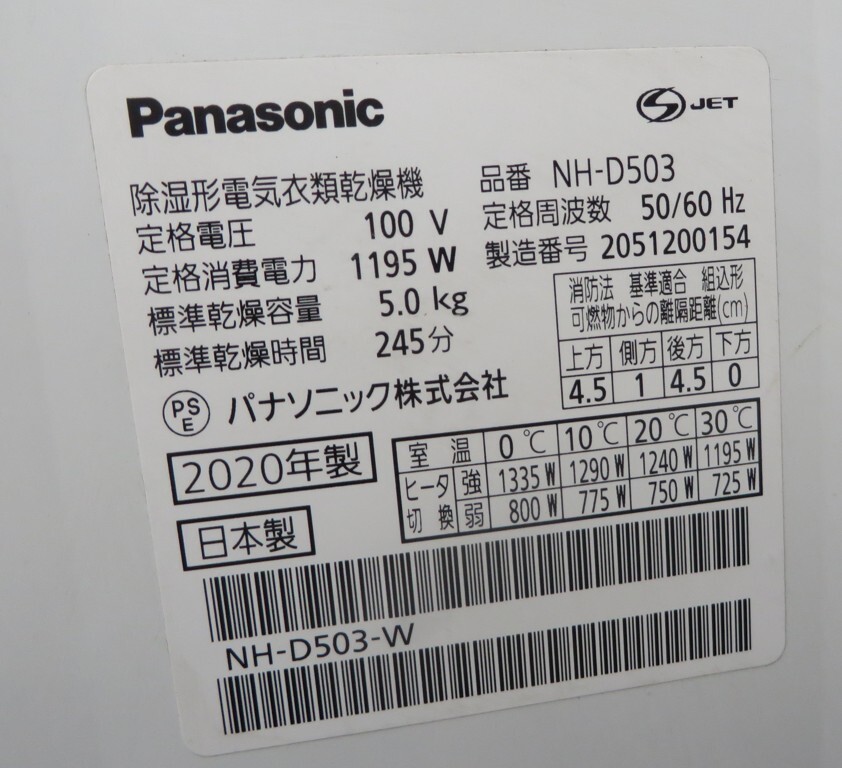 Panasonic
S JET
除湿形電気衣類乾燥機
品番 NH-D503
定格電圧 100 V
定格周波数 50/60 Hz
定格消費電力 1195 W
製造番号 2051200154
標準乾燥容量 5.0 kg
標準乾燥時間 245分
消防法 基準適合 組込形
可燃物からの離隔距離(cm)
上方 側方 後方 下方
4.5 1 4.5 0
PS
E
パナソニック株式会社
2020年製
日本製
室温 0℃ 10℃ 20℃ 30℃
ヒータ 強 1335 W 1290 W 1240 W 1195 W
切換 弱 800 W 775 W 750 W 725 W
NH-D503-W